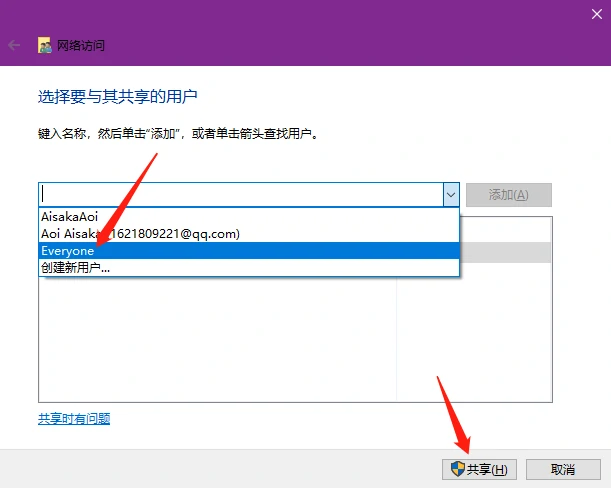 网络访问
选择要与其共享的用户
键入名称，然后单击"添加"，或者单击箭头查找用户。
添加(A)
AisakaAoi
Aoi Aisaka 1621809221@qq.com)
Everyone
创建新用户...
共享时有问题
共享(H)
取消